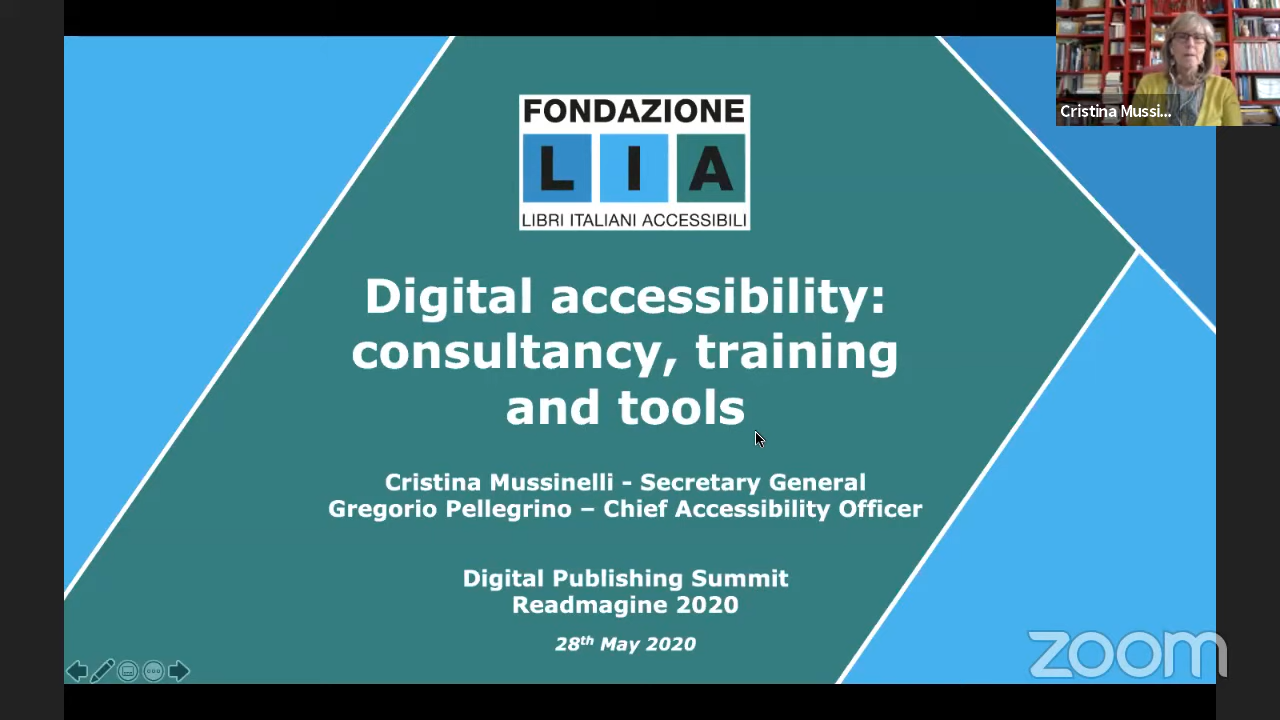 Cristina Mussi...
FONDAZIONE
L I A
LIBRI ITALIANI ACCESSIBILI
Digital accessibility:
consultancy, training
and tools
Cristina Mussinelli - Secretary General
Gregorio Pellegrino – Chief Accessibility Officer
Digital Publishing Summit
Readmagine 2020
28th May 2020
zoom